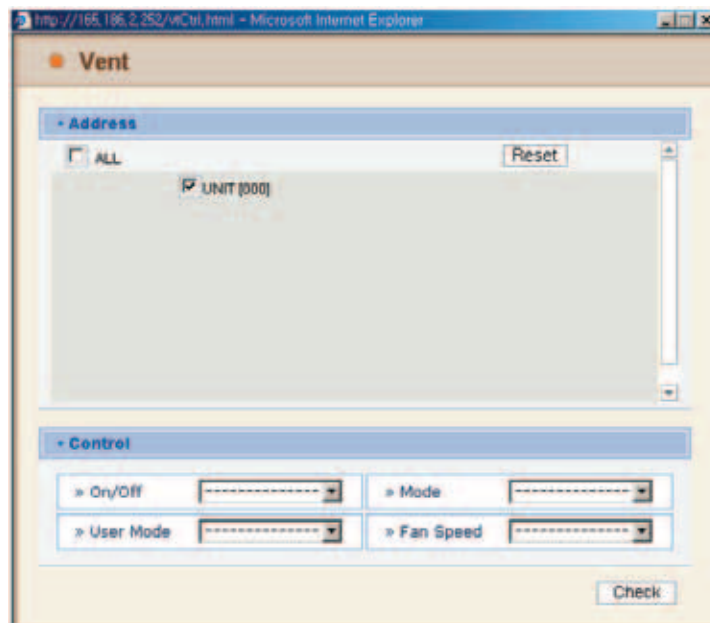 http://165,186,2,252/vtCtrl,html - Microsoft Internet Explorer
Vent
- Address
ALL
Reset
UNIT [000]
- Control
» On/Off --------------- » Mode ---------------
» User Mode --------------- » Fan Speed ---------------
Check